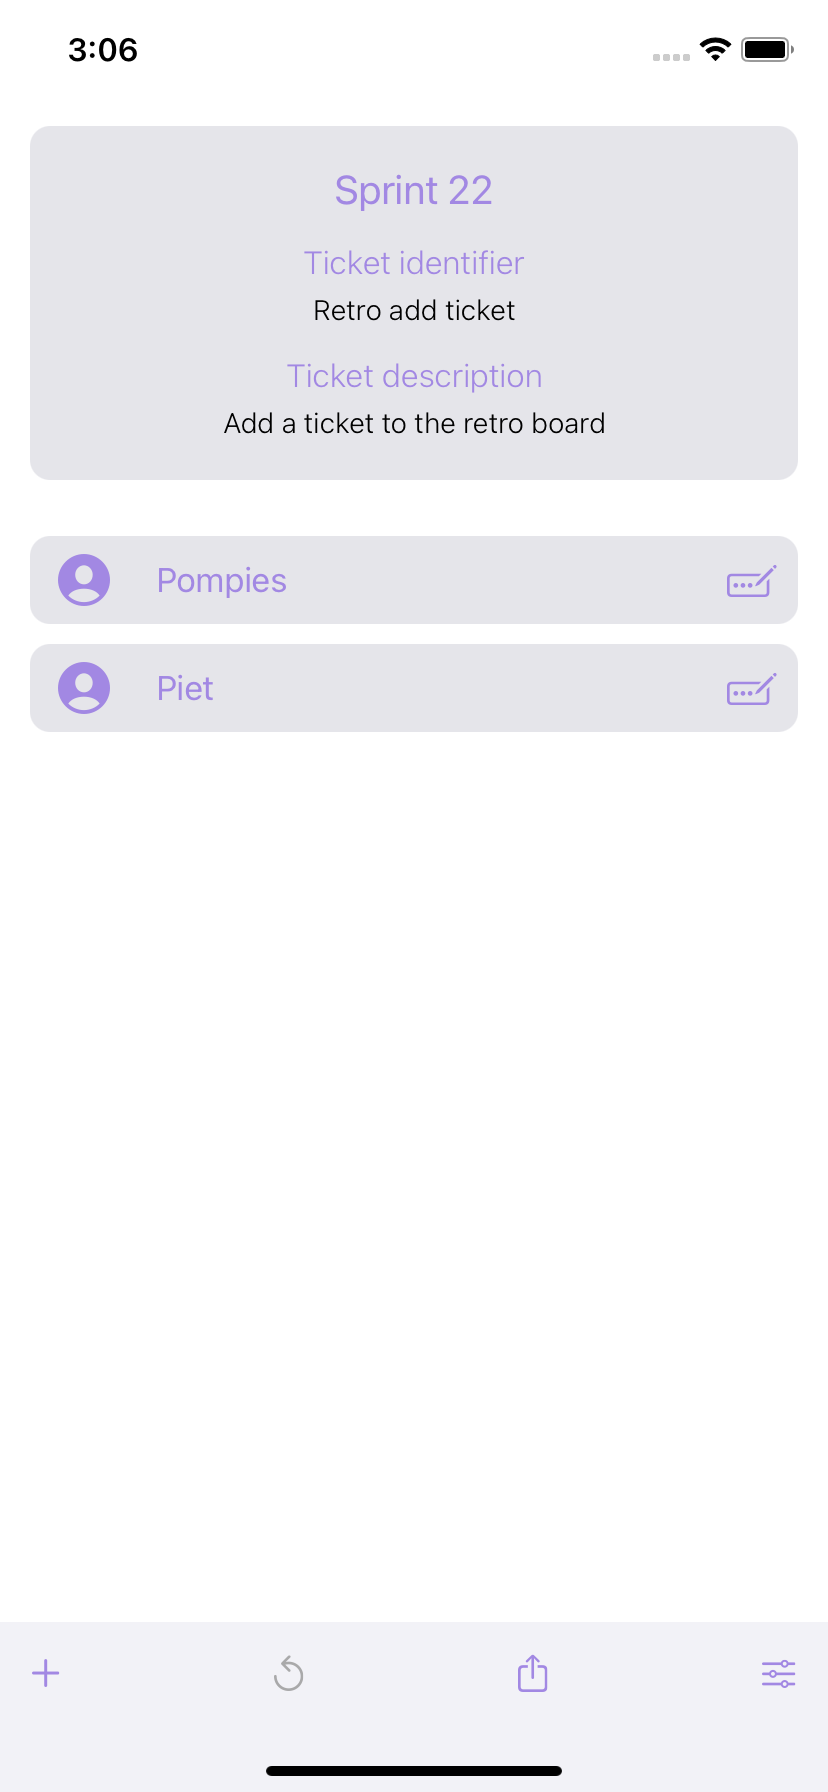 3:06
Sprint 22
Ticket identifier
Retro add ticket
Ticket description
Add a ticket to the retro board
Pompies
Piet